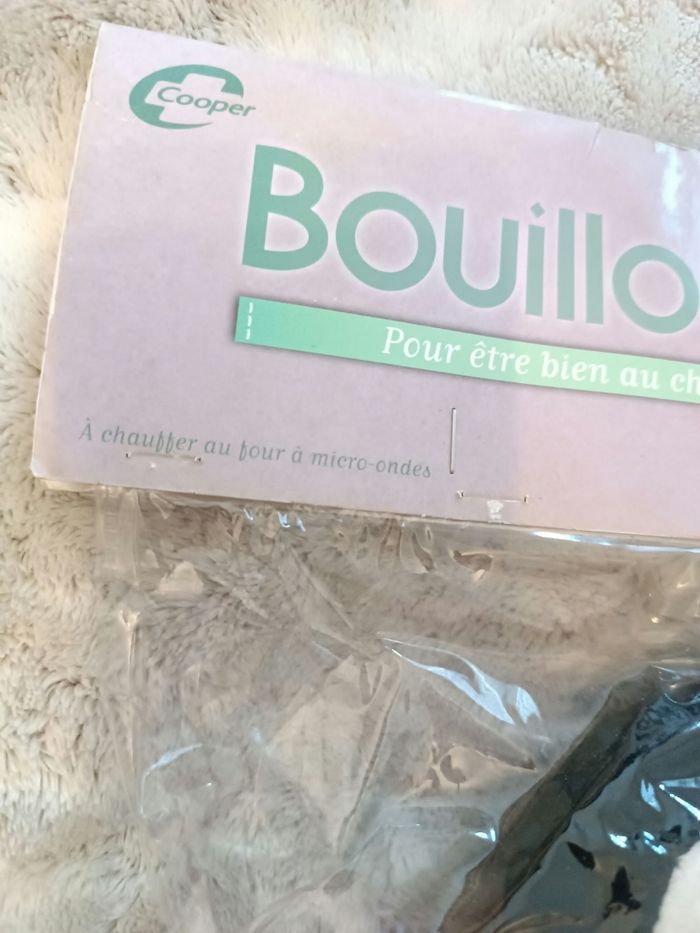 Cooper
Bouillo
Pour être bien au ch
À chauffer au four à micro-ondes